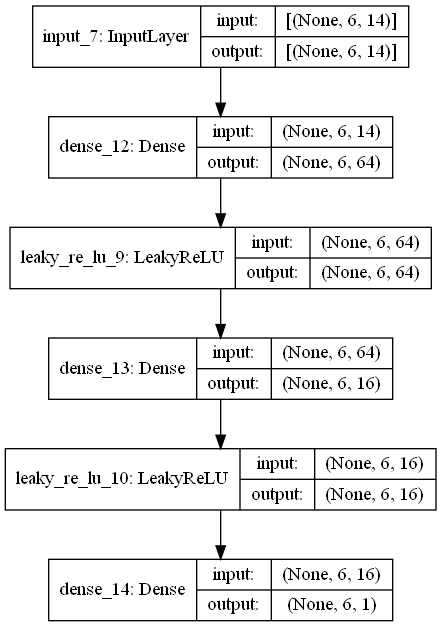 input_7: InputLayer
input:
[(None, 6, 14)]
output:
[(None, 6, 14)]
dense_12: Dense
input:
(None, 6, 14)
output:
(None, 6, 64)
leaky_re_lu_9: LeakyReLU
input:
(None, 6, 64)
output:
(None, 6, 64)
dense_13: Dense
input:
(None, 6, 64)
output:
(None, 6, 16)
leaky_re_lu_10: LeakyReLU
input:
(None, 6, 16)
output:
(None, 6, 16)
dense_14: Dense
input:
(None, 6, 16)
output:
(None, 6, 1)